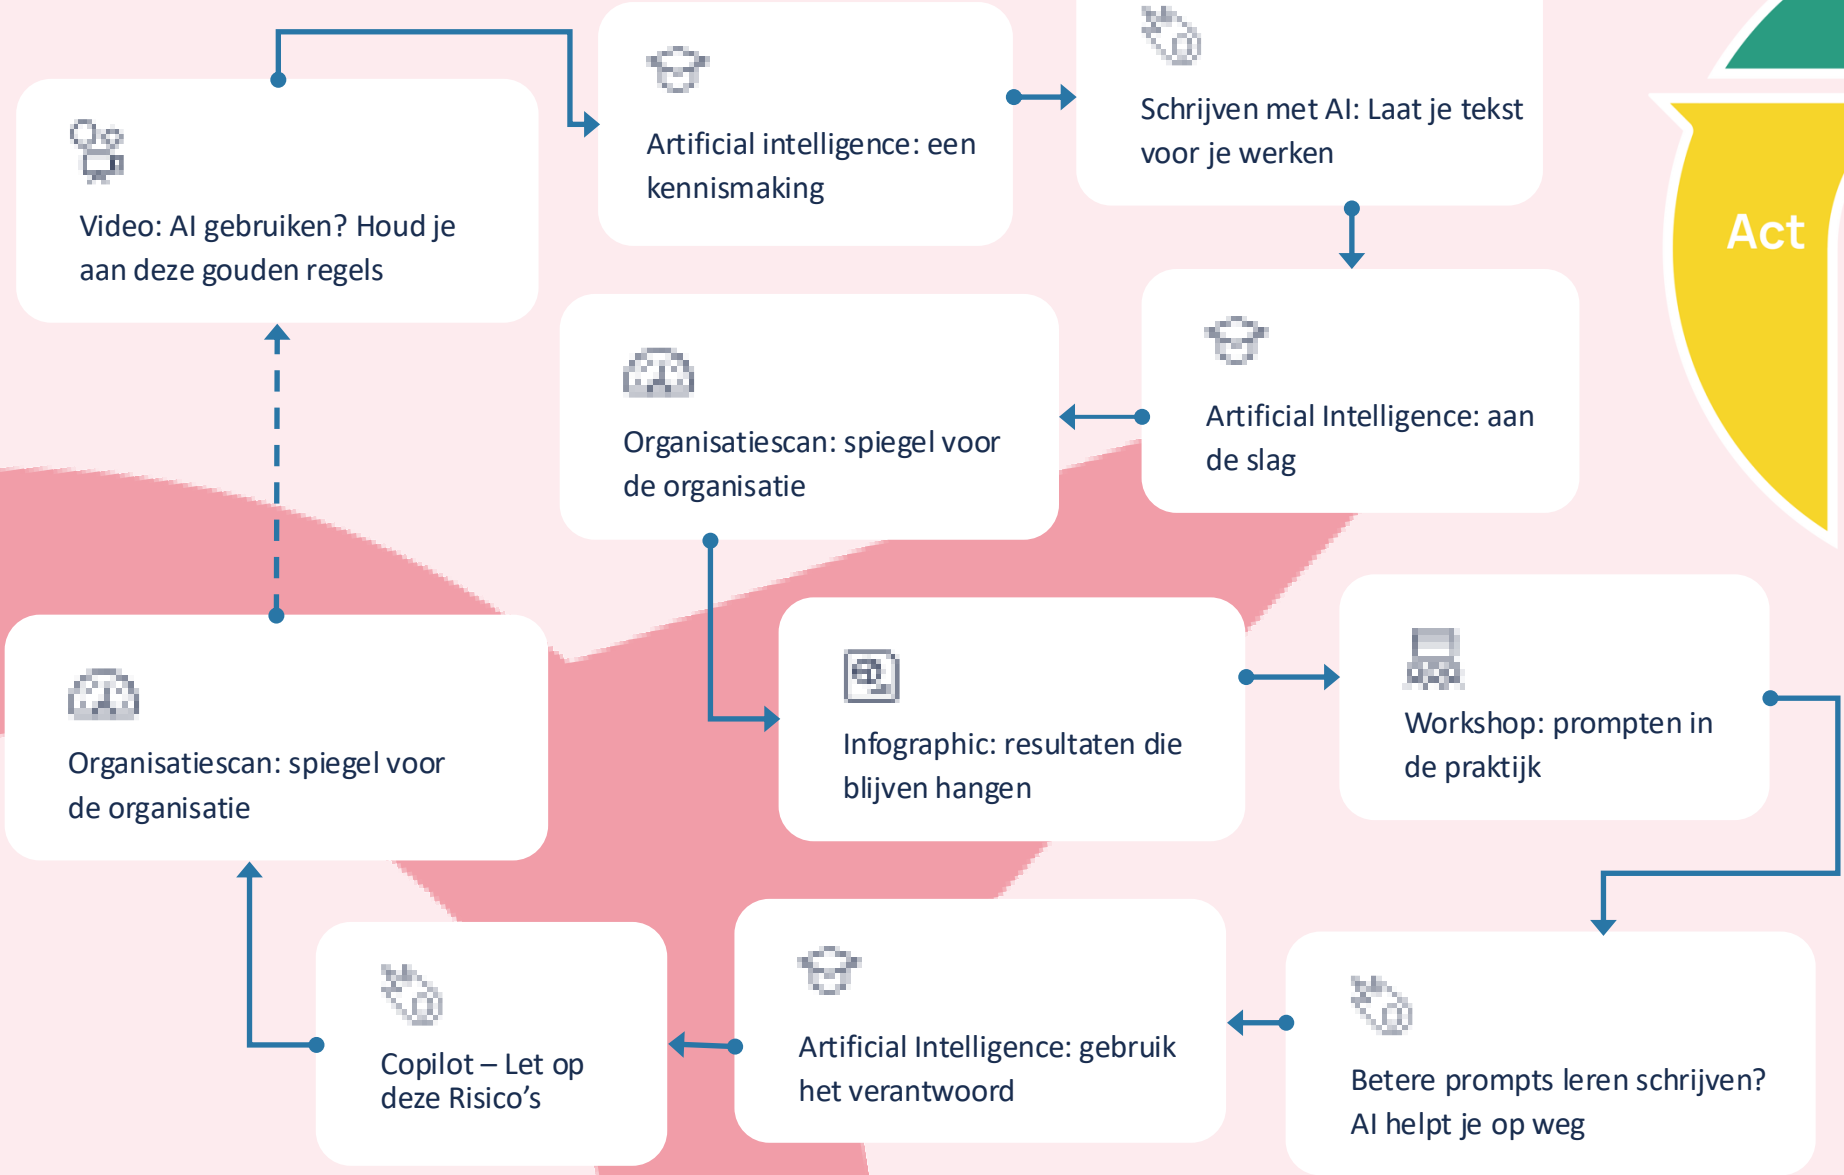 Schrijven met AI: Laat je tekst
voor je werken
Artificial intelligence: een
kennismaking
Video: AI gebruiken? Houd je
aan deze gouden regels
Act
Artificial Intelligence: aan
de slag
Organisatiescan: spiegel voor
de organisatie
Infographic: resultaten die
blijven hangen
Workshop: prompten in
de praktijk
Organisatiescan: spiegel voor
de organisatie
Copilot – Let op
deze Risico’s
Artificial Intelligence: gebruik
het verantwoord
Betere prompts leren schrijven?
AI helpt je op weg